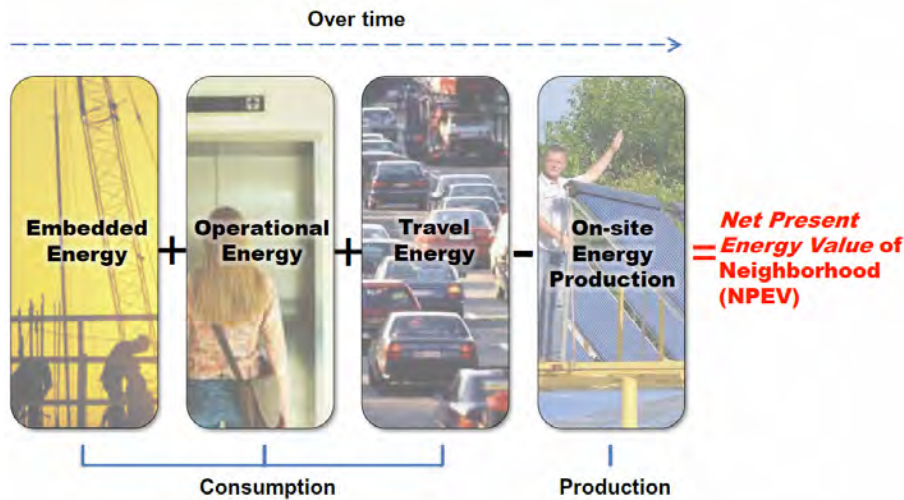 Over time
Embedded
Energy
+
Operational
Energy
+
Travel
Energy
-
On-site
Energy
Production
=
Net Present
Energy Value of
Neighborhood
(NPEV)
Consumption
Production